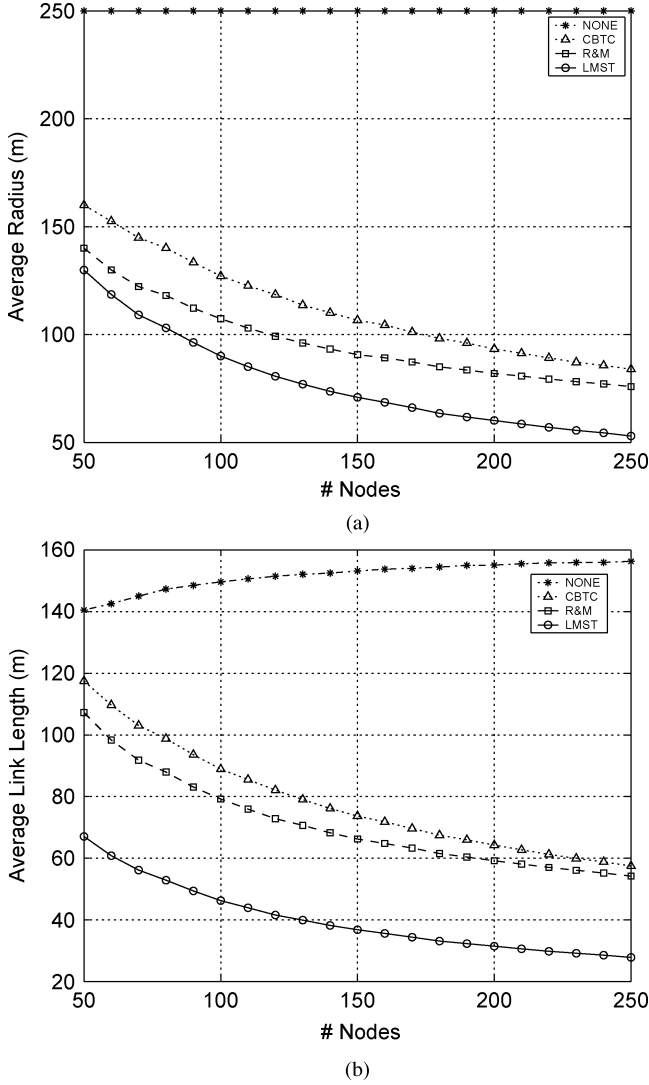 250
200
150
100
50
Average Radius (m)
NONE
CBTC
R&M
LMST
50 100 150 200 250
# Nodes
(a)
160
140
120
100
80
60
40
20
Average Link Length (m)
NONE
CBTC
R&M
LMST
50 100 150 200 250
# Nodes
(b)